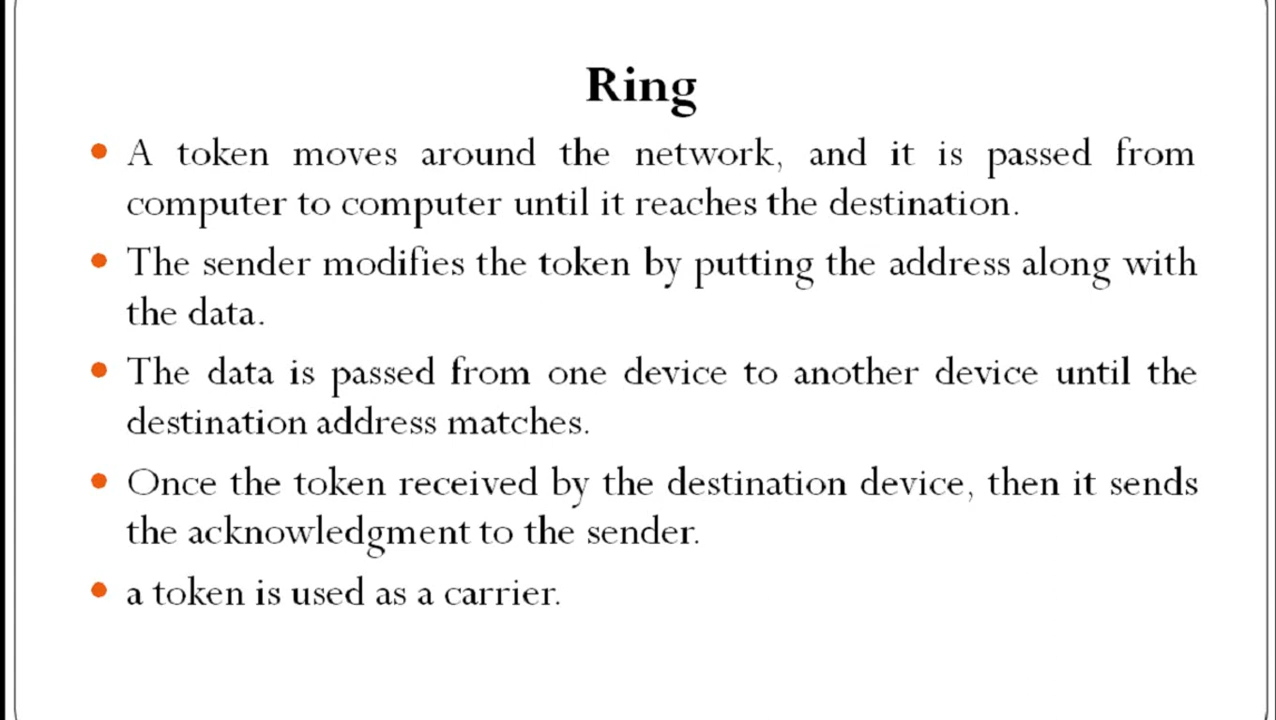 Ring
• A token moves around the network, and it is passed from
computer to computer until it reaches the destination.
• The sender modifies the token by putting the address along with
the data.
• The data is passed from one device to another device until the
destination address matches.
• Once the token received by the destination device, then it sends
the acknowledgment to the sender.
• a token is used as a carrier.